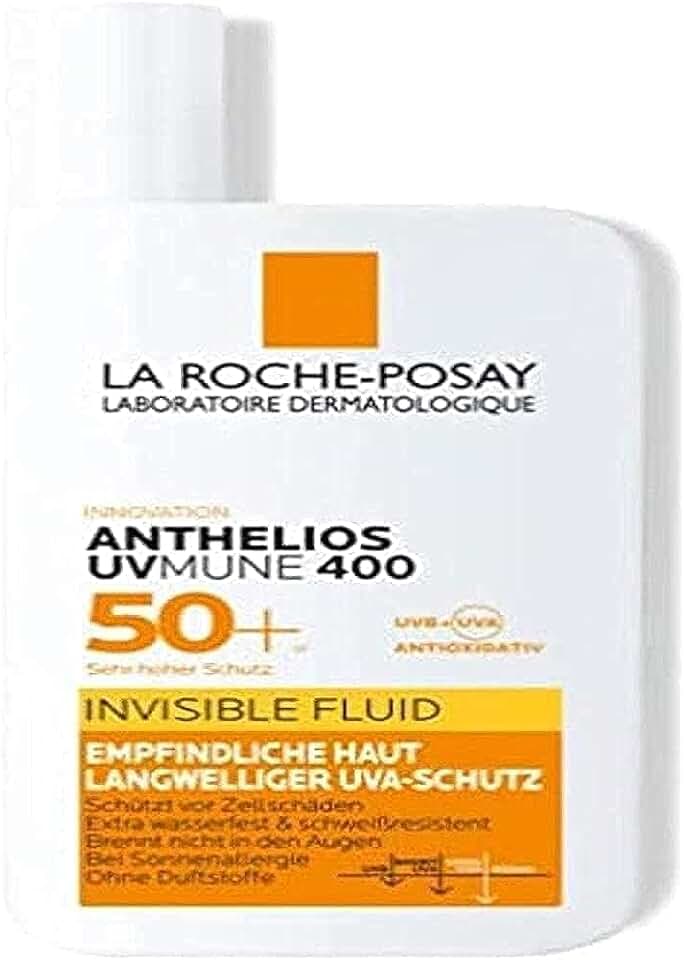 LA ROCHE-POSAY
LABORATOIRE DERMATOLOGIQUE
INNOVATION
ANTHELIOS
UVMUNE 400
50+
Sehr hoher Schutz
UVB + UVA
ANTIOXIDATIV
INVISIBLE FLUID
EMPFINDLICHE HAUT
LANGWELLIGER UVA-SCHUTZ
Schützt vor Zellschäden
Extra wasserfest & schweißresistent
Brennt nicht in den Augen
Bei Sonnenallergie
Ohne Duftstoffe